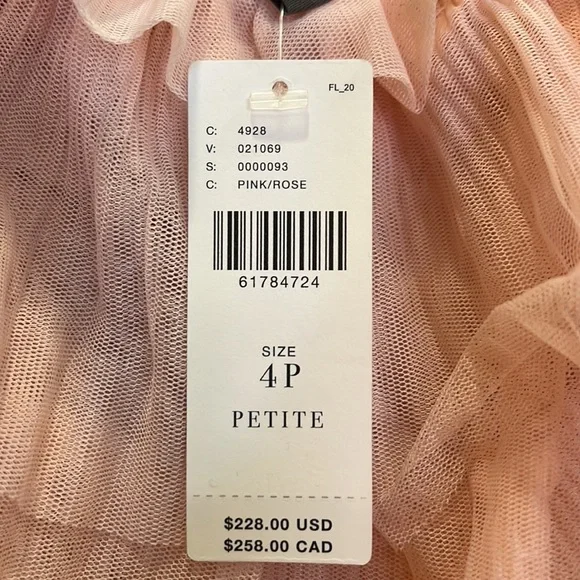 FL_20
C: 4928
V: 021069
S: 0000093
C: PINK/ROSE
61784724
SIZE
4P
PETITE
$228.00 USD
$258.00 CAD